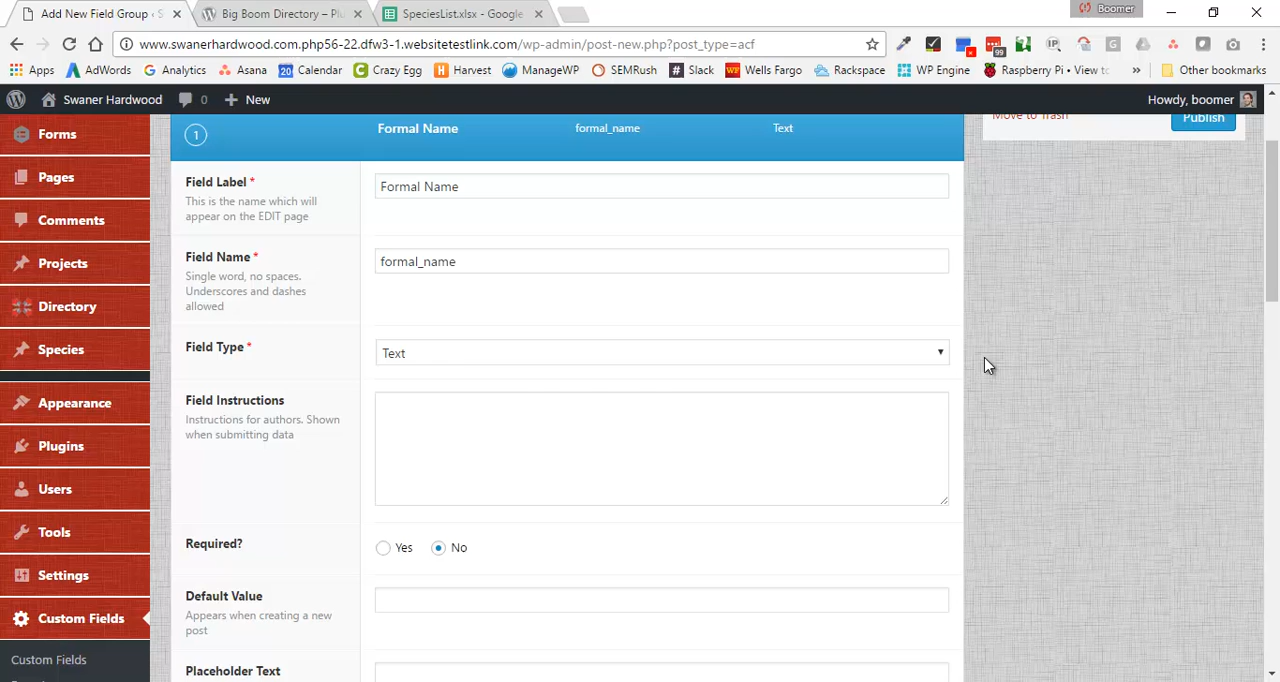 Add New Field Group ‹
Big Boom Directory – Plu
SpeciesList.xlsx - Google
Boomer
www.swanerhardwood.com.php56-22.dfw3-1.websitetestlink.com/wp-admin/post-new.php?post_type=acf
99
IP
G
Apps
AdWords
Analytics
Asana
20 Calendar
Crazy Egg
H Harvest
ManageWP
SEMRush
# Slack
WF Wells Fargo
Rackspace
WP Engine
Raspberry Pi • View to
»
Other bookmarks
Swaner Hardwood
0
+ New
Howdy, boomer
Forms
Pages
Comments
Projects
Directory
Species
Appearance
Plugins
Users
Tools
Settings
Custom Fields
Custom Fields
1
Formal Name
formal_name
Text
Move to Trash
Publish
Field Label *
This is the name which will
appear on the EDIT page
Formal Name
Field Name *
Single word, no spaces.
Underscores and dashes
allowed
formal_name
Field Type *
Text
Field Instructions
Instructions for authors. Shown
when submitting data
Required?
Yes
No
Default Value
Appears when creating a new
post
Placeholder Text